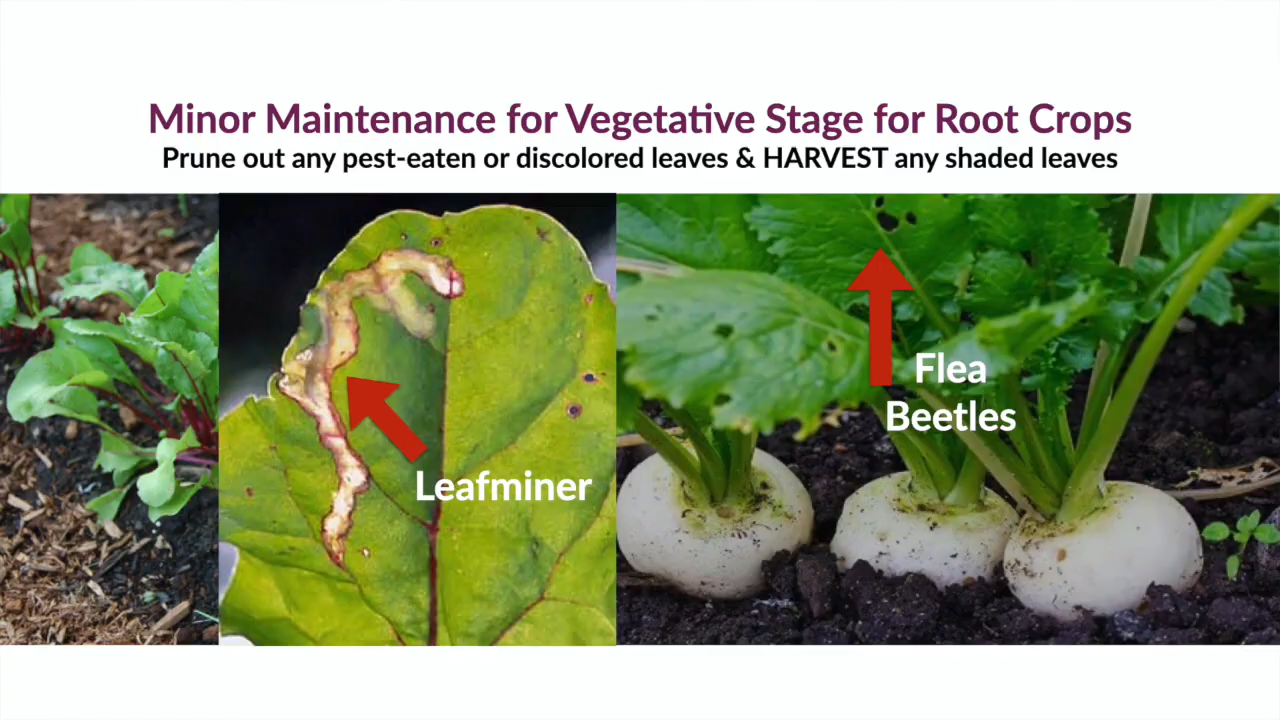 Minor Maintenance for Vegetative Stage for Root Crops
Prune out any pest-eaten or discolored leaves & HARVEST any shaded leaves
Flea
Beetles
Leafminer